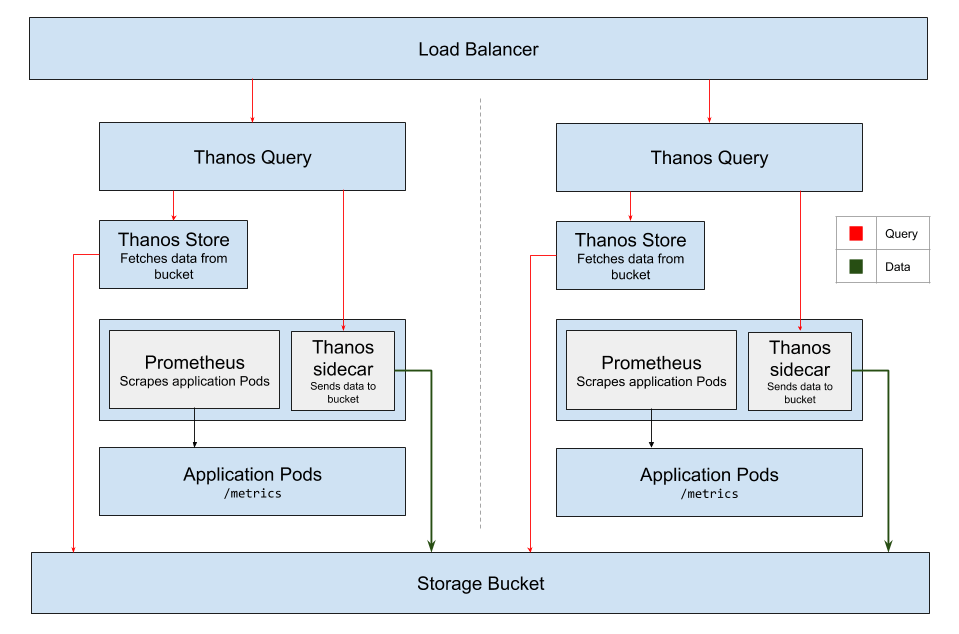 Load Balancer
Thanos Query
Thanos Store
Fetches data from
bucket
Prometheus
Scrapes application Pods
Thanos
sidecar
Sends data to
bucket
Application Pods
/metrics
Thanos Query
Thanos Store
Fetches data from
bucket
Prometheus
Scrapes application Pods
Thanos
sidecar
Sends data to
bucket
Application Pods
/metrics
Query
Data
Storage Bucket